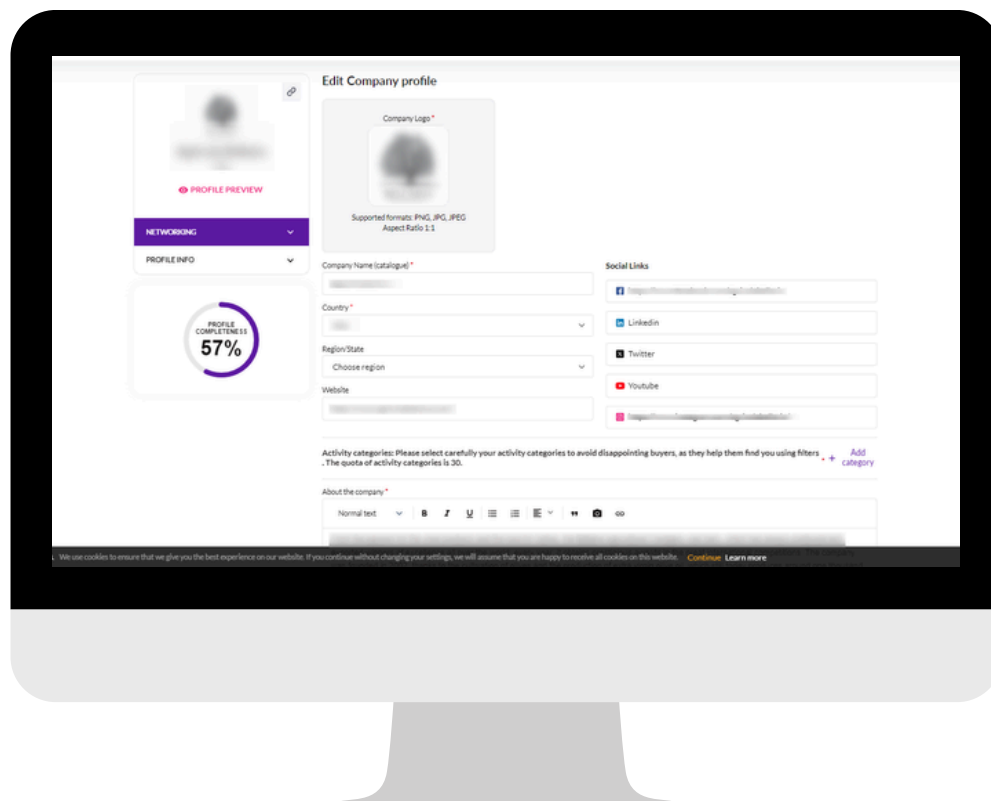 Edit Company profile
Company Logo *
Supported formats: PNG, JPG, JPEG
Aspect Ratio 1:1
PROFILE PREVIEW
NETWORKING
PROFILE INFO
PROFILE
COMPLETENESS
57%
Company Name (catalogue) *
Country *
Region/State
Choose region
Website
Social Links
Linkedin
Twitter
Youtube
Activity categories: Please select carefully your activity categories to avoid disappointing buyers, as they help them find you using filters
. The quota of activity categories is 30.
+ Add
category
About the company *
Normal text B I U
We use cookies to ensure that we give you the best experience on our website. If you continue without changing your settings, we will assume that you are happy to receive all cookies on this website. Continue Learn more